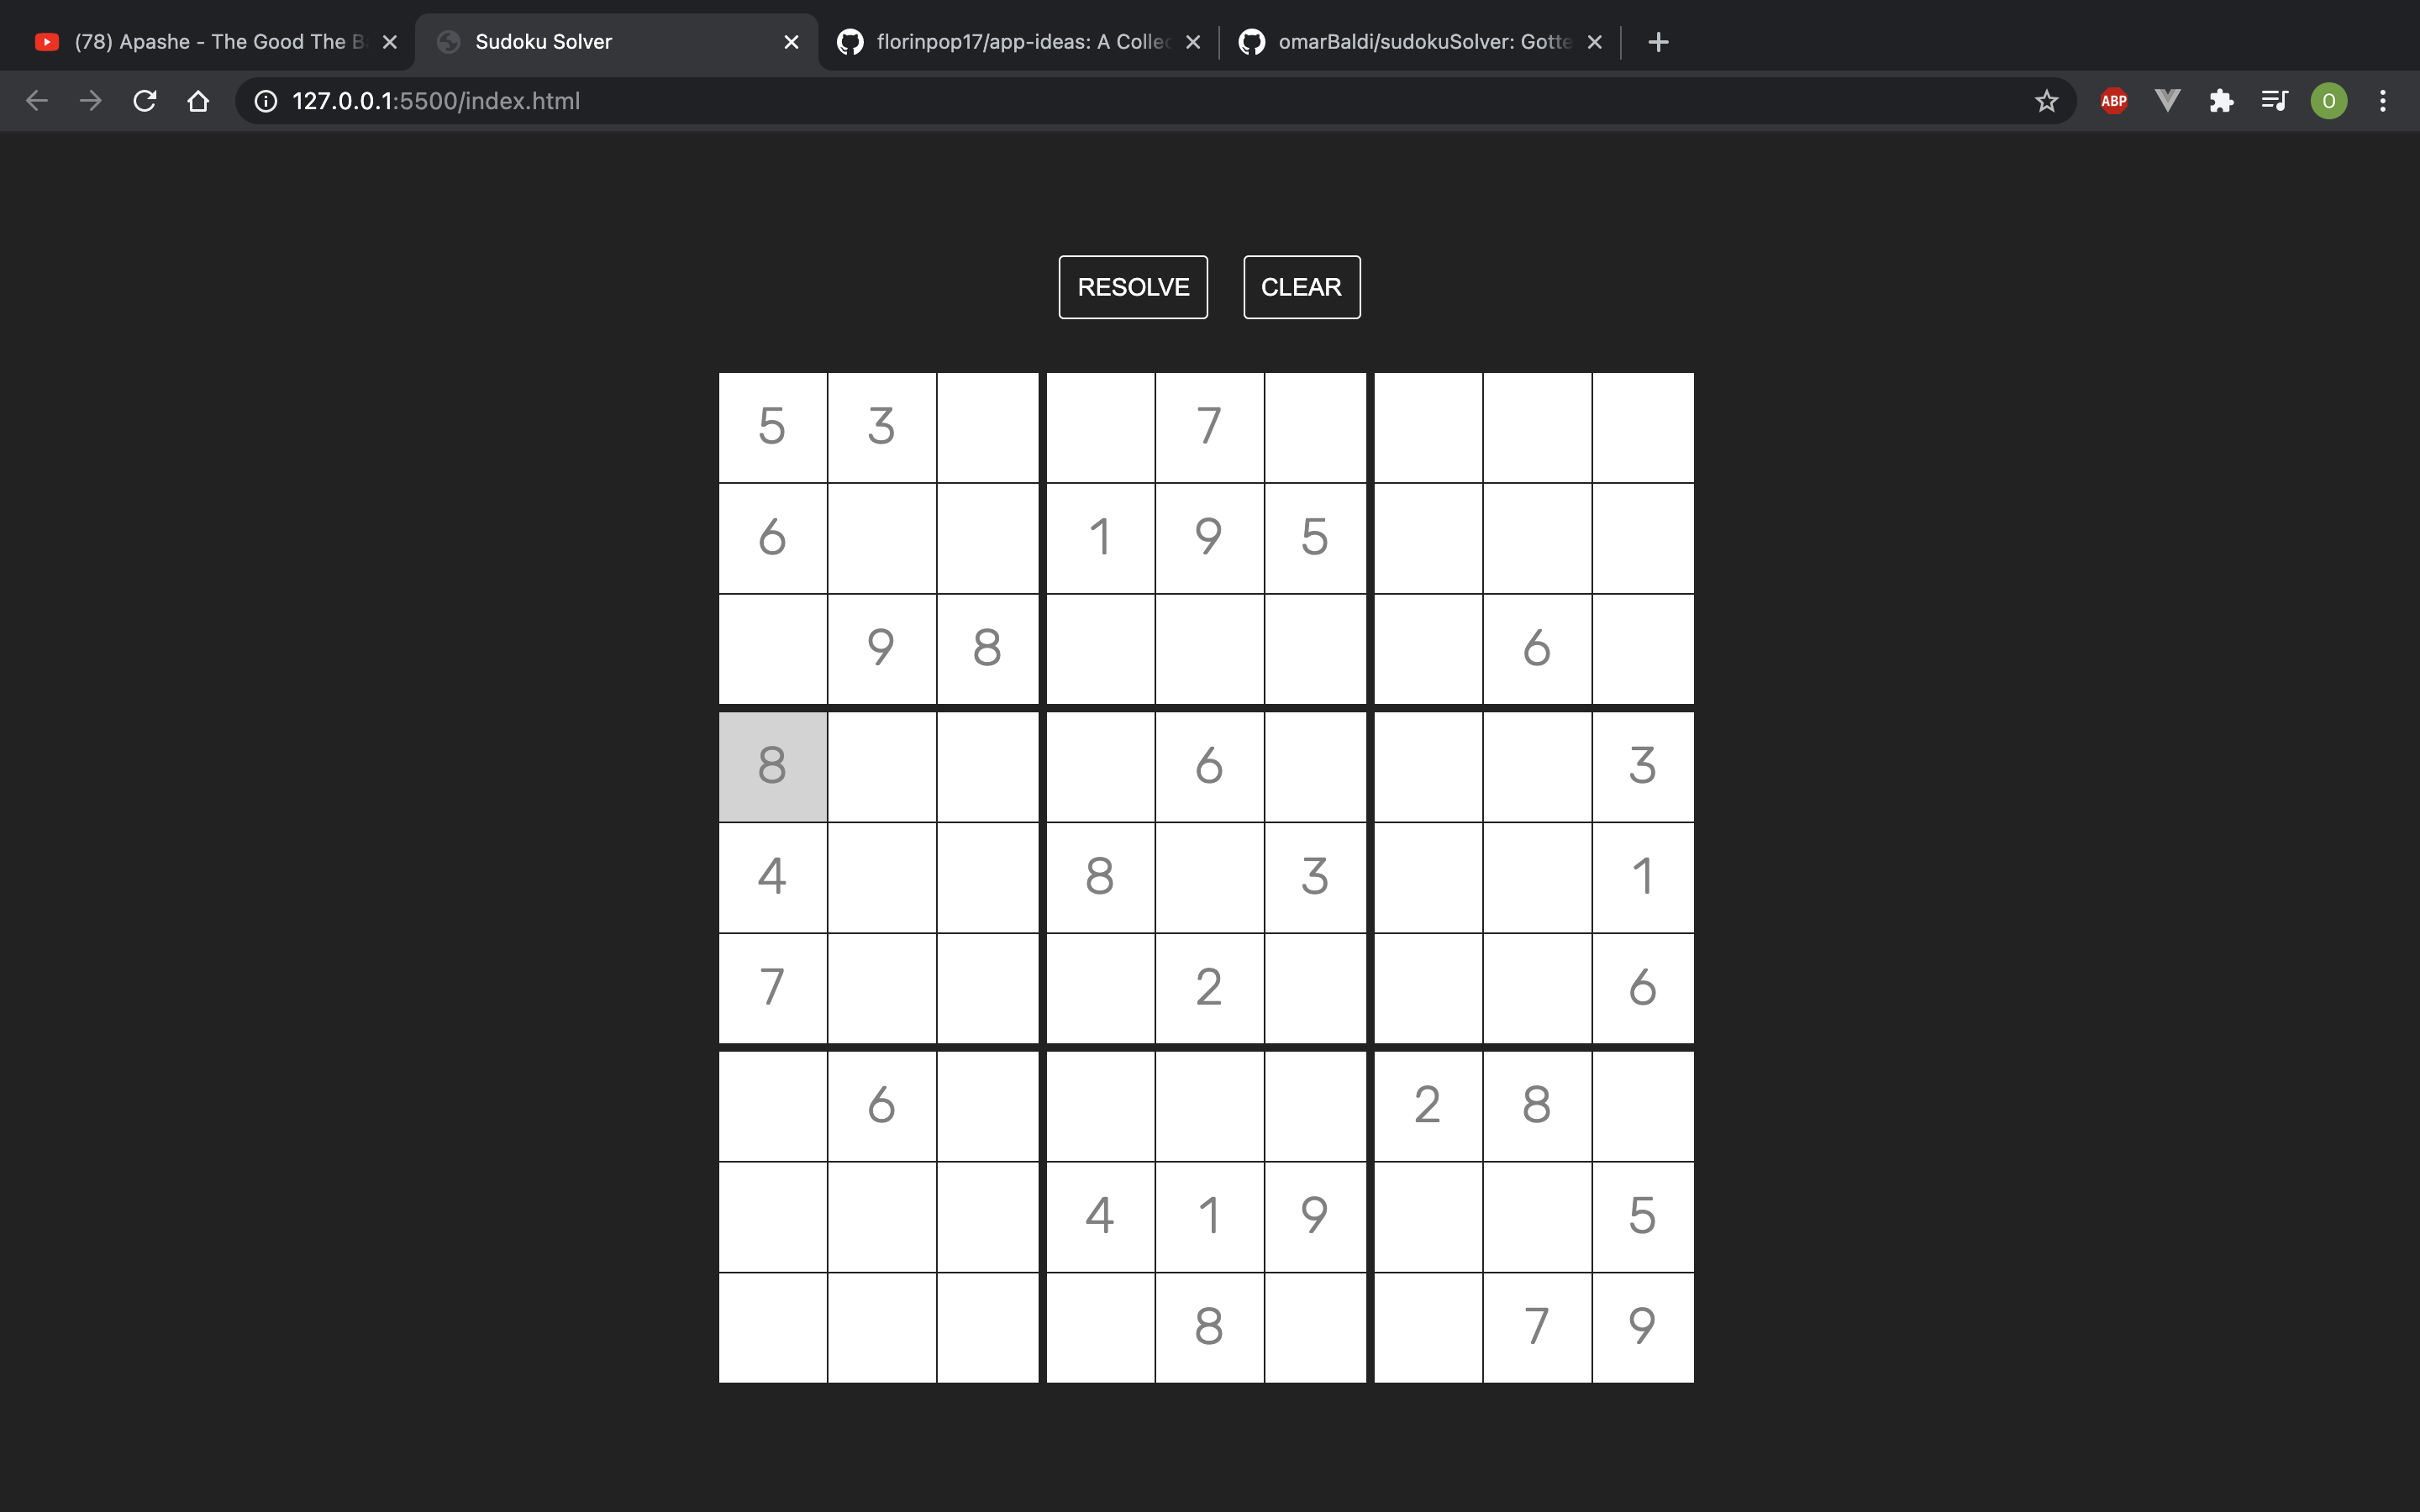 (78) Apashe - The Good The B
Sudoku Solver
florinpop17/app-ideas: A Collec
omarBaldi/sudokuSolver: Gotte
127.0.0.1:5500/index.html
ABP
O
RESOLVE
CLEAR
5 3 7
6 1 9 5
9 8 6
8 6 3
4 8 3 1
7 2 6
6 2 8
4 1 9 5
8 7 9